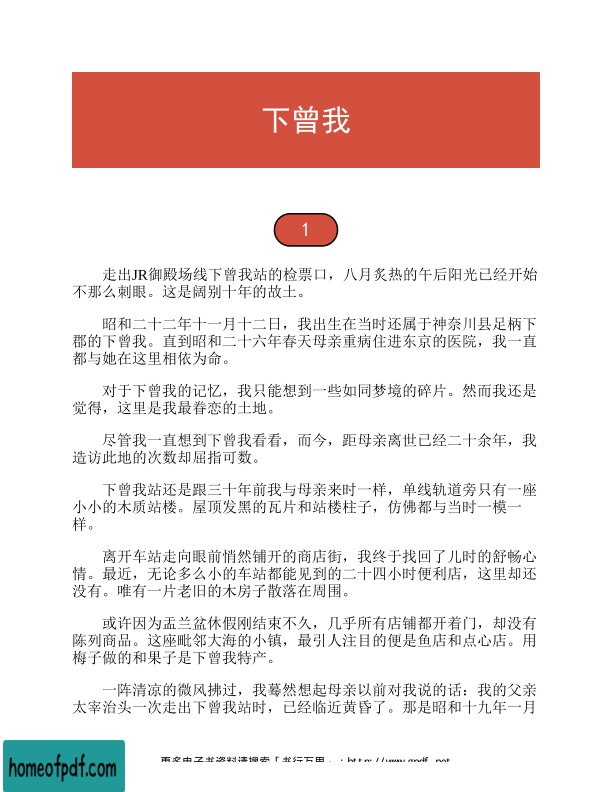 下曾我
1
走出JR御殿场线下曾我站的检票口，八月炙热的午后阳光已经开始
不那么刺眼。这是阔别十年的故土。
昭和二十二年十一月十二日，我出生在当时还属于神奈川县足柄下
郡的下曾我。直到昭和二十六年春天母亲重病住进东京的医院，我一直
都与她在这里相依为命。
对于下曾我的记忆，我只能想到一些如同梦境的碎片。然而我还是
觉得，这里是我最眷恋的土地。
尽管我一直想到下曾我看看，而今，距母亲离世已经二十余年，我
造访此地的次数却屈指可数。
下曾我站还是跟三十年前我与母亲来时一样，单线轨道旁只有一座
小小的木质站楼。屋顶发黑的瓦片和站楼柱子，仿佛都与当时一模一
样。
离开车站走向眼前悄然铺开的商店街，我终于找回了儿时的舒畅心
情。最近，无论多么小的车站都能见到的二十四小时便利店，这里却还
没有。唯有一片老旧的木房子散落在周围。
或许因为盂兰盆休假刚结束不久，几乎所有店铺都开着门，却没有
陈列商品。这座毗邻大海的小镇，最引人注目的便是鱼店和点心店。用
梅子做的和果子是下曾我特产。
一阵清凉的微风拂过，我蓦然想起母亲以前对我说的话：我的父亲
太宰治头一次走出下曾我站时，已经临近黄昏了。那是昭和十九年一月
homeofpdf.com